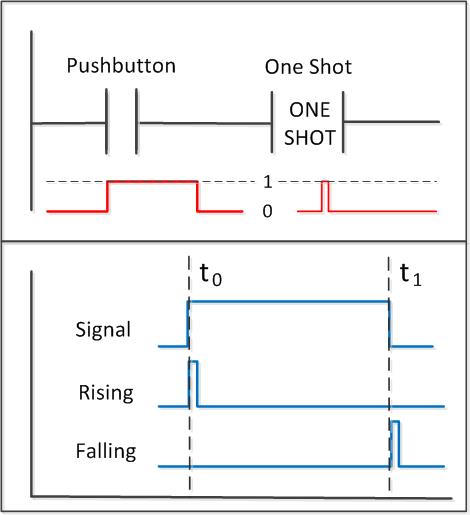 Pushbutton One Shot
ONE
SHOT
1
0
t0 t1
Signal
Rising
Falling